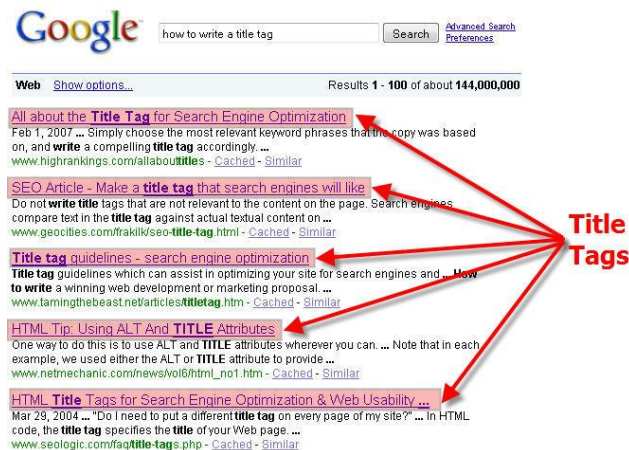 Google
how to write a title tag
Search
Advanced Search
Preferences
Web Show options... Results 1 - 100 of about 144,000,000
All about the Title Tag for Search Engine Optimization
Feb 1, 2007 ... Simply choose the most relevant keyword phrases that the copy was based
on, and write a compelling title tag accordingly. ...
www.highrankings.com/allabouttitles - Cached - Similar
SEO Article - Make a title tag that search engines will like
Do not write title tags that are not relevant to the content on the page. Search engines
compare text in the title tag against actual textual content on ...
www.geocities.com/frakilk/seo-title-tag.html - Cached - Similar
Title tag guidelines - search engine optimization
Title tag guidelines which can assist in optimizing your site for search engines and ... How
to write a winning web development or marketing proposal. ...
www.tamingthebeast.net/articles/titletag.htm - Cached - Similar
HTML Tip: Using ALT And TITLE Attributes
One way to do this is to use ALT and TITLE attributes wherever you can. ... Note that in each
example, we used either the ALT or TITLE attribute to provide ...
www.netmechanic.com/news/vol6/html_no1.htm - Cached - Similar
HTML Title Tags for Search Engine Optimization & Web Usability ...
Mar 29, 2004 ... "Do I need to put a different title tag on every page of my site?" ... In HTML
code, the title tag specifies the title of your Web page. ...
www.seologic.com/faq/title-tags.php - Cached - Similar
Title
Tags